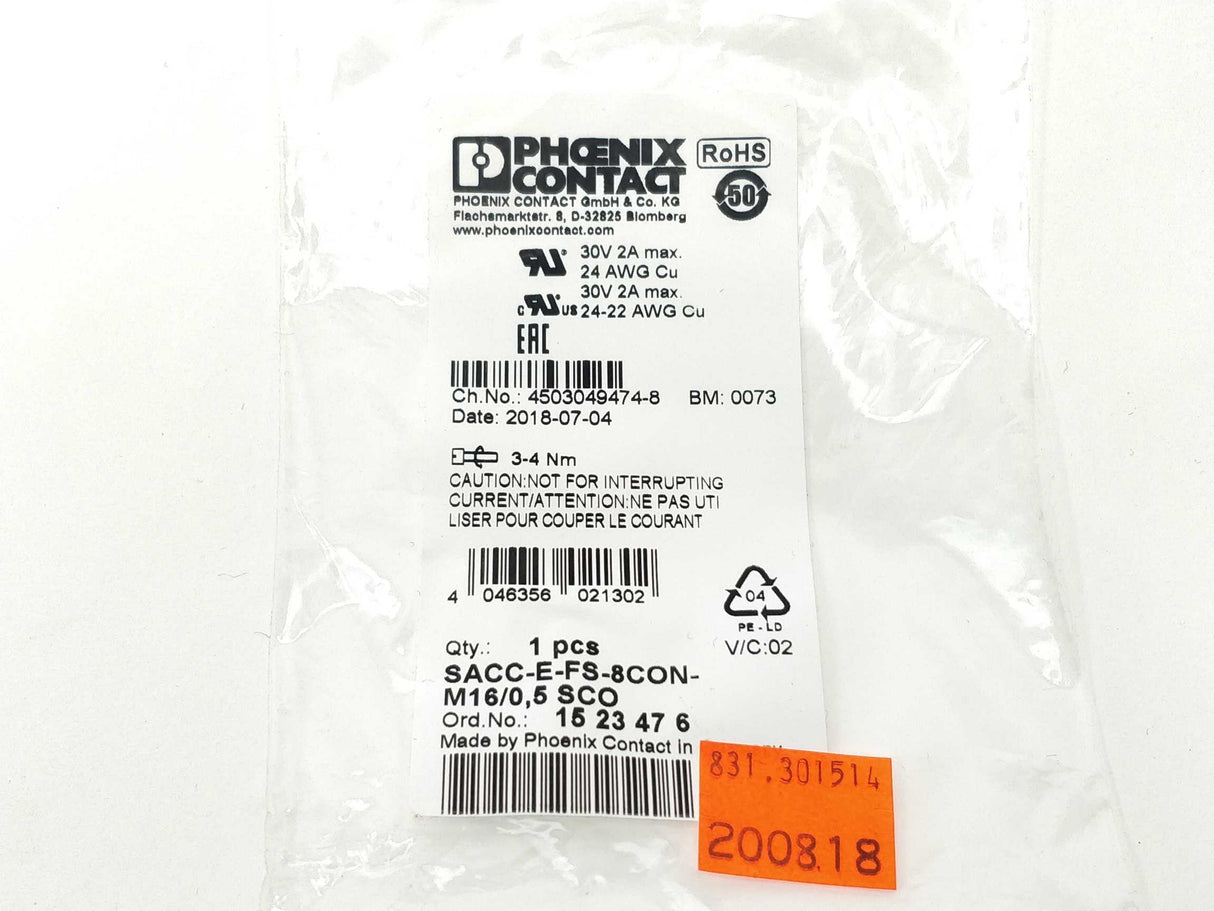 PHŒNIX
CONTACT
RoHS
50
PHOENIX CONTACT GmbH & Co. KG
Flachsmarktstr. 8, D-32825 Blomberg
www.phoenixcontact.com
30V 2A max.
24 AWG Cu
30V 2A max.
c US 24-22 AWG Cu
EAC
Ch.No.: 4503049474-8 BM: 0073
Date: 2018-07-04
3-4 Nm
CAUTION:NOT FOR INTERRUPTING
CURRENT/ATTENTION:NE PAS UTI
LISER POUR COUPER LE COURANT
4 046356 021302
04
PE-LD
V/C:02
Qty.: 1 pcs
SACC-E-FS-8CON-
M16/0,5 SCO
Ord.No.: 15 23 47 6
Made by Phoenix Contact in
831.301514
200818